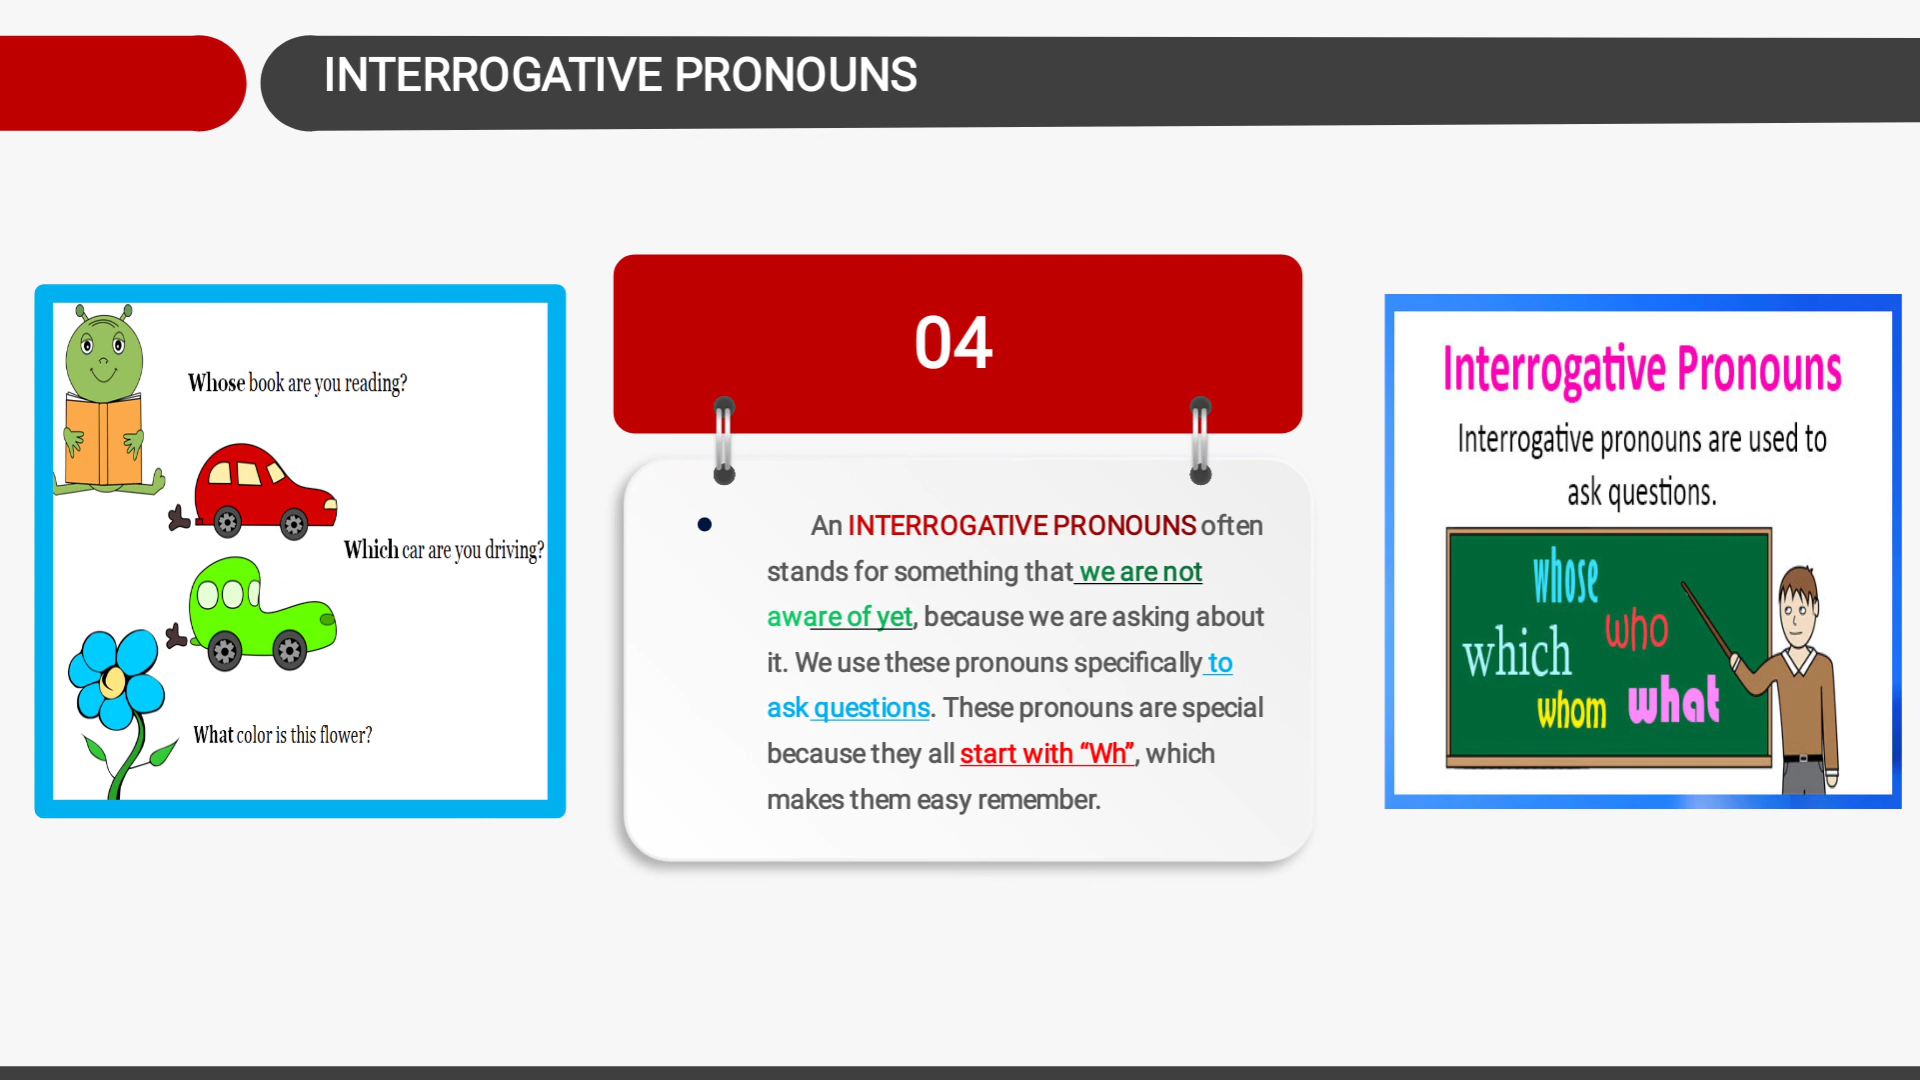 INTERROGATIVE PRONOUNS
Whose book are you reading?
Which car are you driving?
What color is this flower?
04
• An INTERROGATIVE PRONOUNS often
stands for something that we are not
aware of yet, because we are asking about
it. We use these pronouns specifically to
ask questions. These pronouns are special
because they all start with “Wh”, which
makes them easy remember.
Interrogative Pronouns
Interrogative pronouns are used to
ask questions.
whose
who
which
whom
what